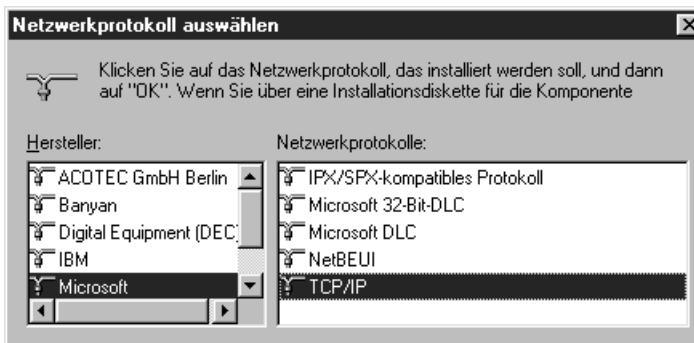 Netzwerkprotokoll auswählen
Klicken Sie auf das Netzwerkprotokoll, das installiert werden soll, und dann
auf "OK". Wenn Sie über eine Installationsdiskette für die Komponente
Hersteller:
ACOTEC GmbH Berlin
Banyan
Digital Equipment (DEC)
IBM
Microsoft
Netzwerkprotokolle:
IPX/SPX-kompatibles Protokoll
Microsoft 32-Bit-DLC
Microsoft DLC
NetBEUI
TCP/IP